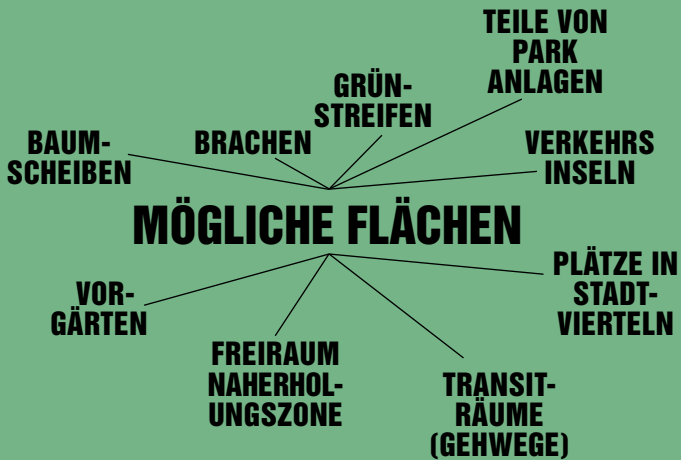 TEILE VON
PARK
ANLAGEN
GRÜN-
STREIFEN
BAUM-
SCHEIBEN
BRACHEN
VERKEHRS
INSELN
MÖGLICHE FLÄCHEN
PLÄTZE IN
STADT-
VIERTELN
VOR-
GÄRTEN
FREIRAUM
NAHERHOL-
UNGSZONE
TRANSIT-
RÄUME
(GEHWEGE)